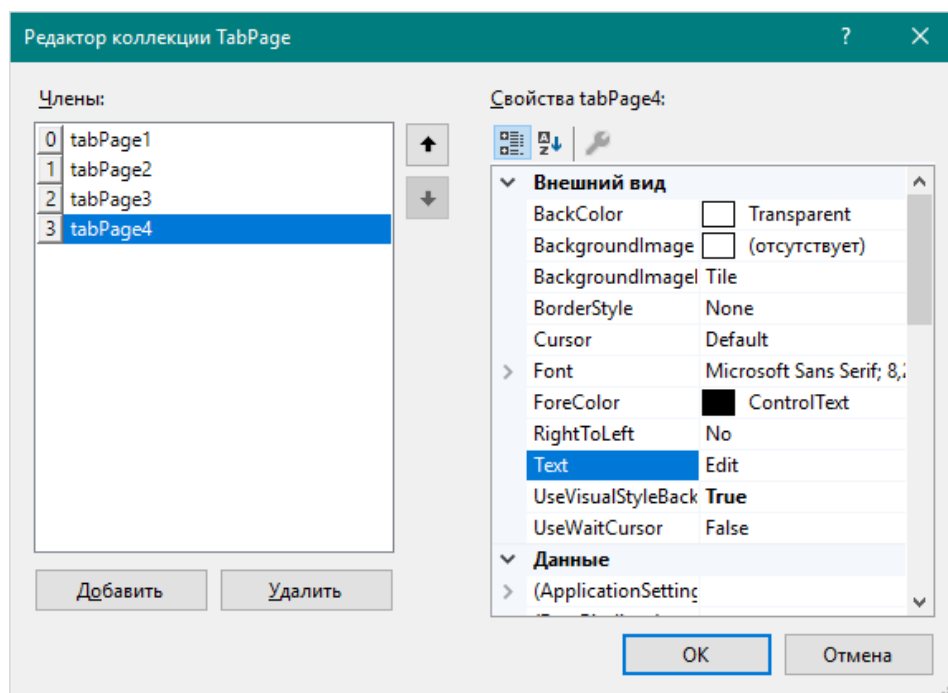 Редактор коллекции TabPage
?
Члены:
0 tabPage1
1 tabPage2
2 tabPage3
3 tabPage4
Добавить
Удалить
Свойства tabPage4:
Внешний вид
BackColor Transparent
BackgroundImage (отсутствует)
BackgroundImagel Tile
BorderStyle None
Cursor Default
Font Microsoft Sans Serif; 8,2
ForeColor ControlText
RightToLeft No
Text Edit
UseVisualStyleBack True
UseWaitCursor False
Данные
(ApplicationSetting
OK
Отмена